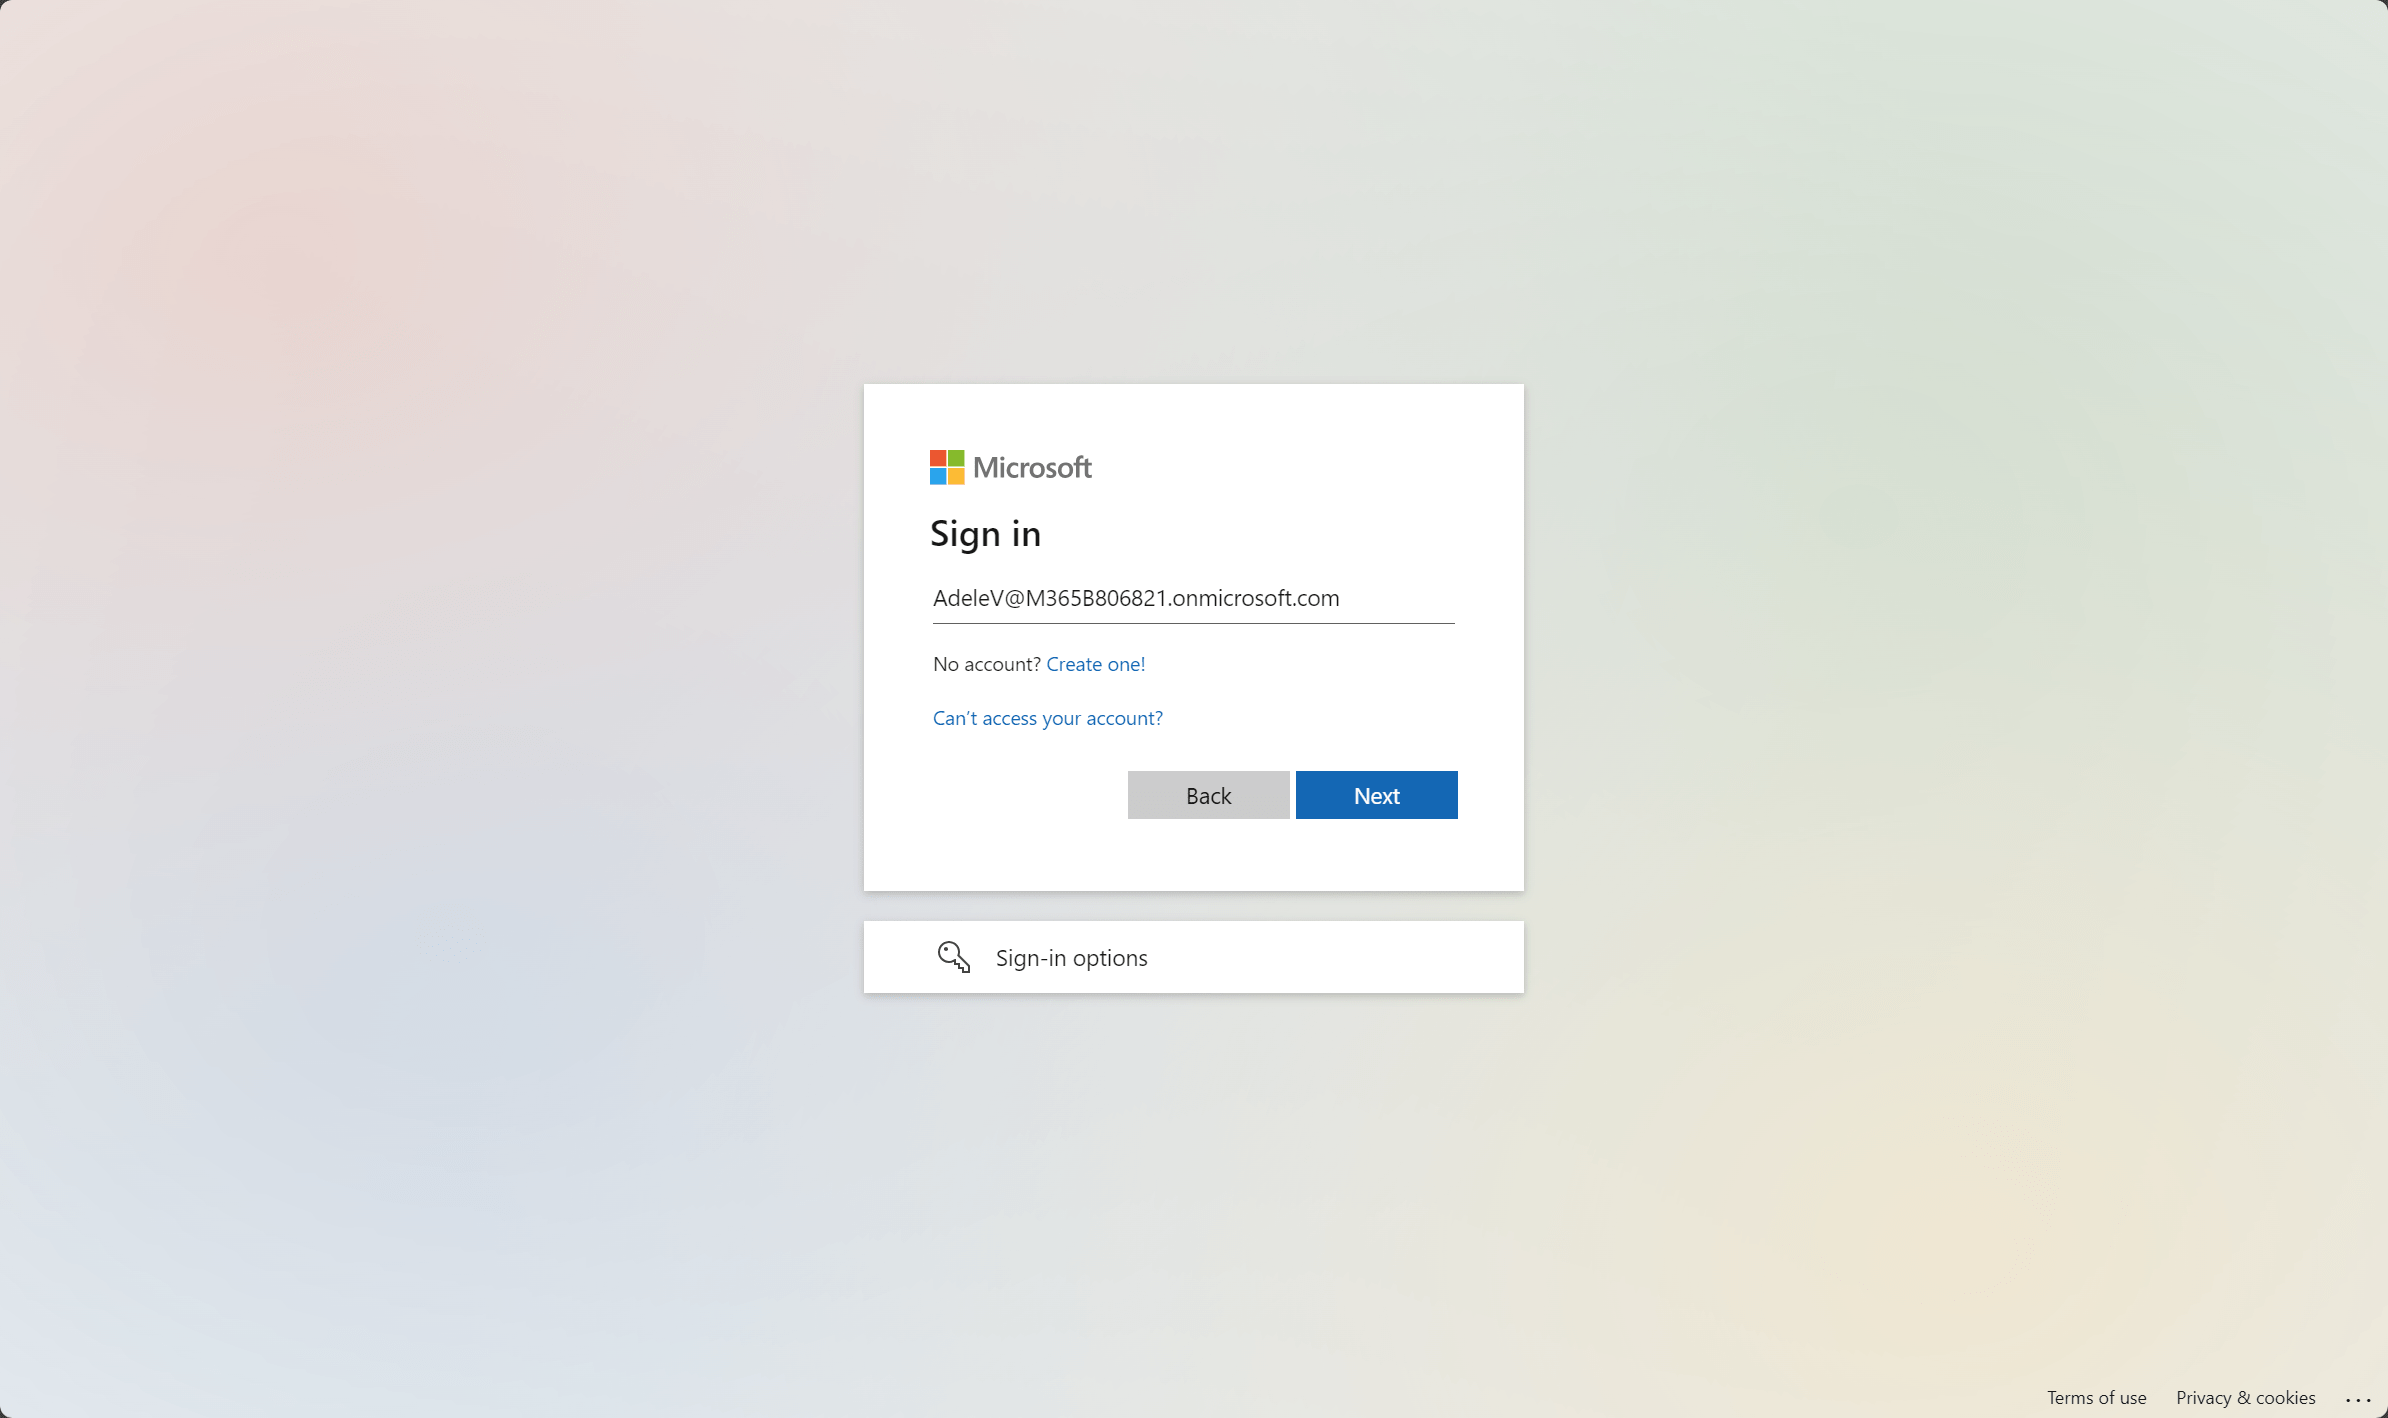 Microsoft
Sign in
AdeleV@M365B806821.onmicrosoft.com
No account? Create one!
Can’t access your account?
Back Next
Sign-in options
Terms of use Privacy & cookies ...